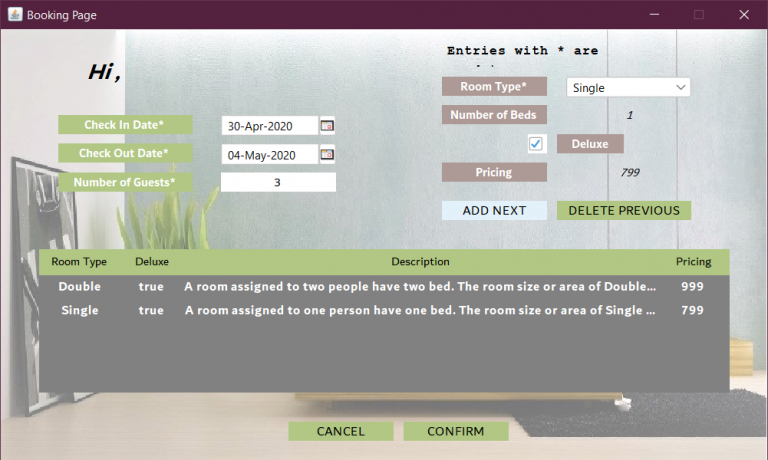 Booking Page
Entries with * are
Hi,
Room Type* Single
Number of Beds 1
Check In Date* 30-Apr-2020
Deluxe
Check Out Date* 04-May-2020
Pricing 799
Number of Guests* 3
ADD NEXT DELETE PREVIOUS
Room Type Deluxe Description Pricing
Double true A room assigned to two people have two bed. The room size or area of Double... 999
Single true A room assigned to one person have one bed. The room size or area of Single ... 799
CANCEL CONFIRM